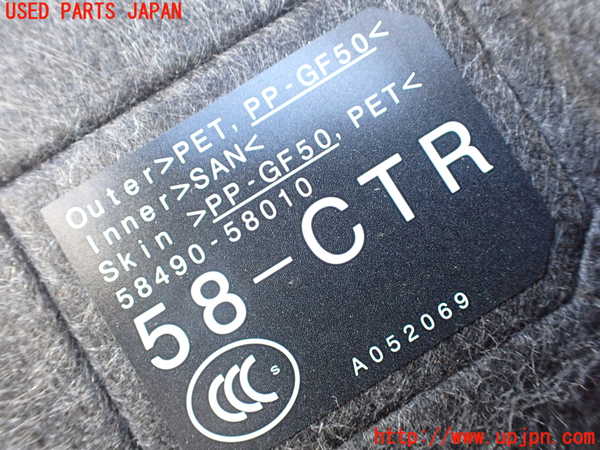 USED PARTS JAPAN
Outer>PET, PP-GF50<
Inner>SAN<
Skin >PP-GF50, PET<
58490-58010
58-CTR
CCC S
A052069
http://www.upjpn.com/